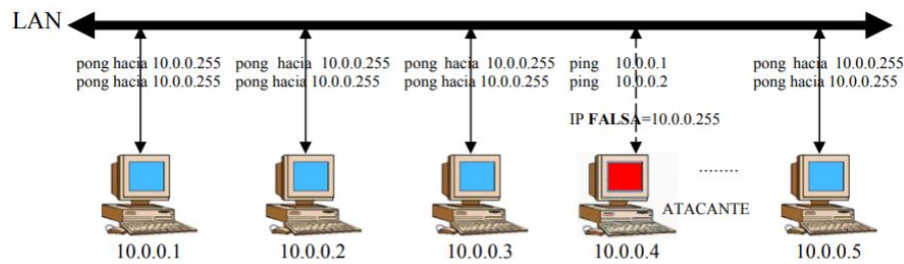 LAN
pong hacia 10.0.0.255
pong hacia 10.0.0.255
pong hacia 10.0.0.255
pong hacia 10.0.0.255
pong hacia 10.0.0.255
pong hacia 10.0.0.255
ping 10.0.0.1
ping 10.0.0.2
IP FALSA=10.0.0.255
pong hacia 10.0.0.255
pong hacia 10.0.0.255
........
ATACANTE
10.0.0.1
10.0.0.2
10.0.0.3
10.0.0.4
10.0.0.5